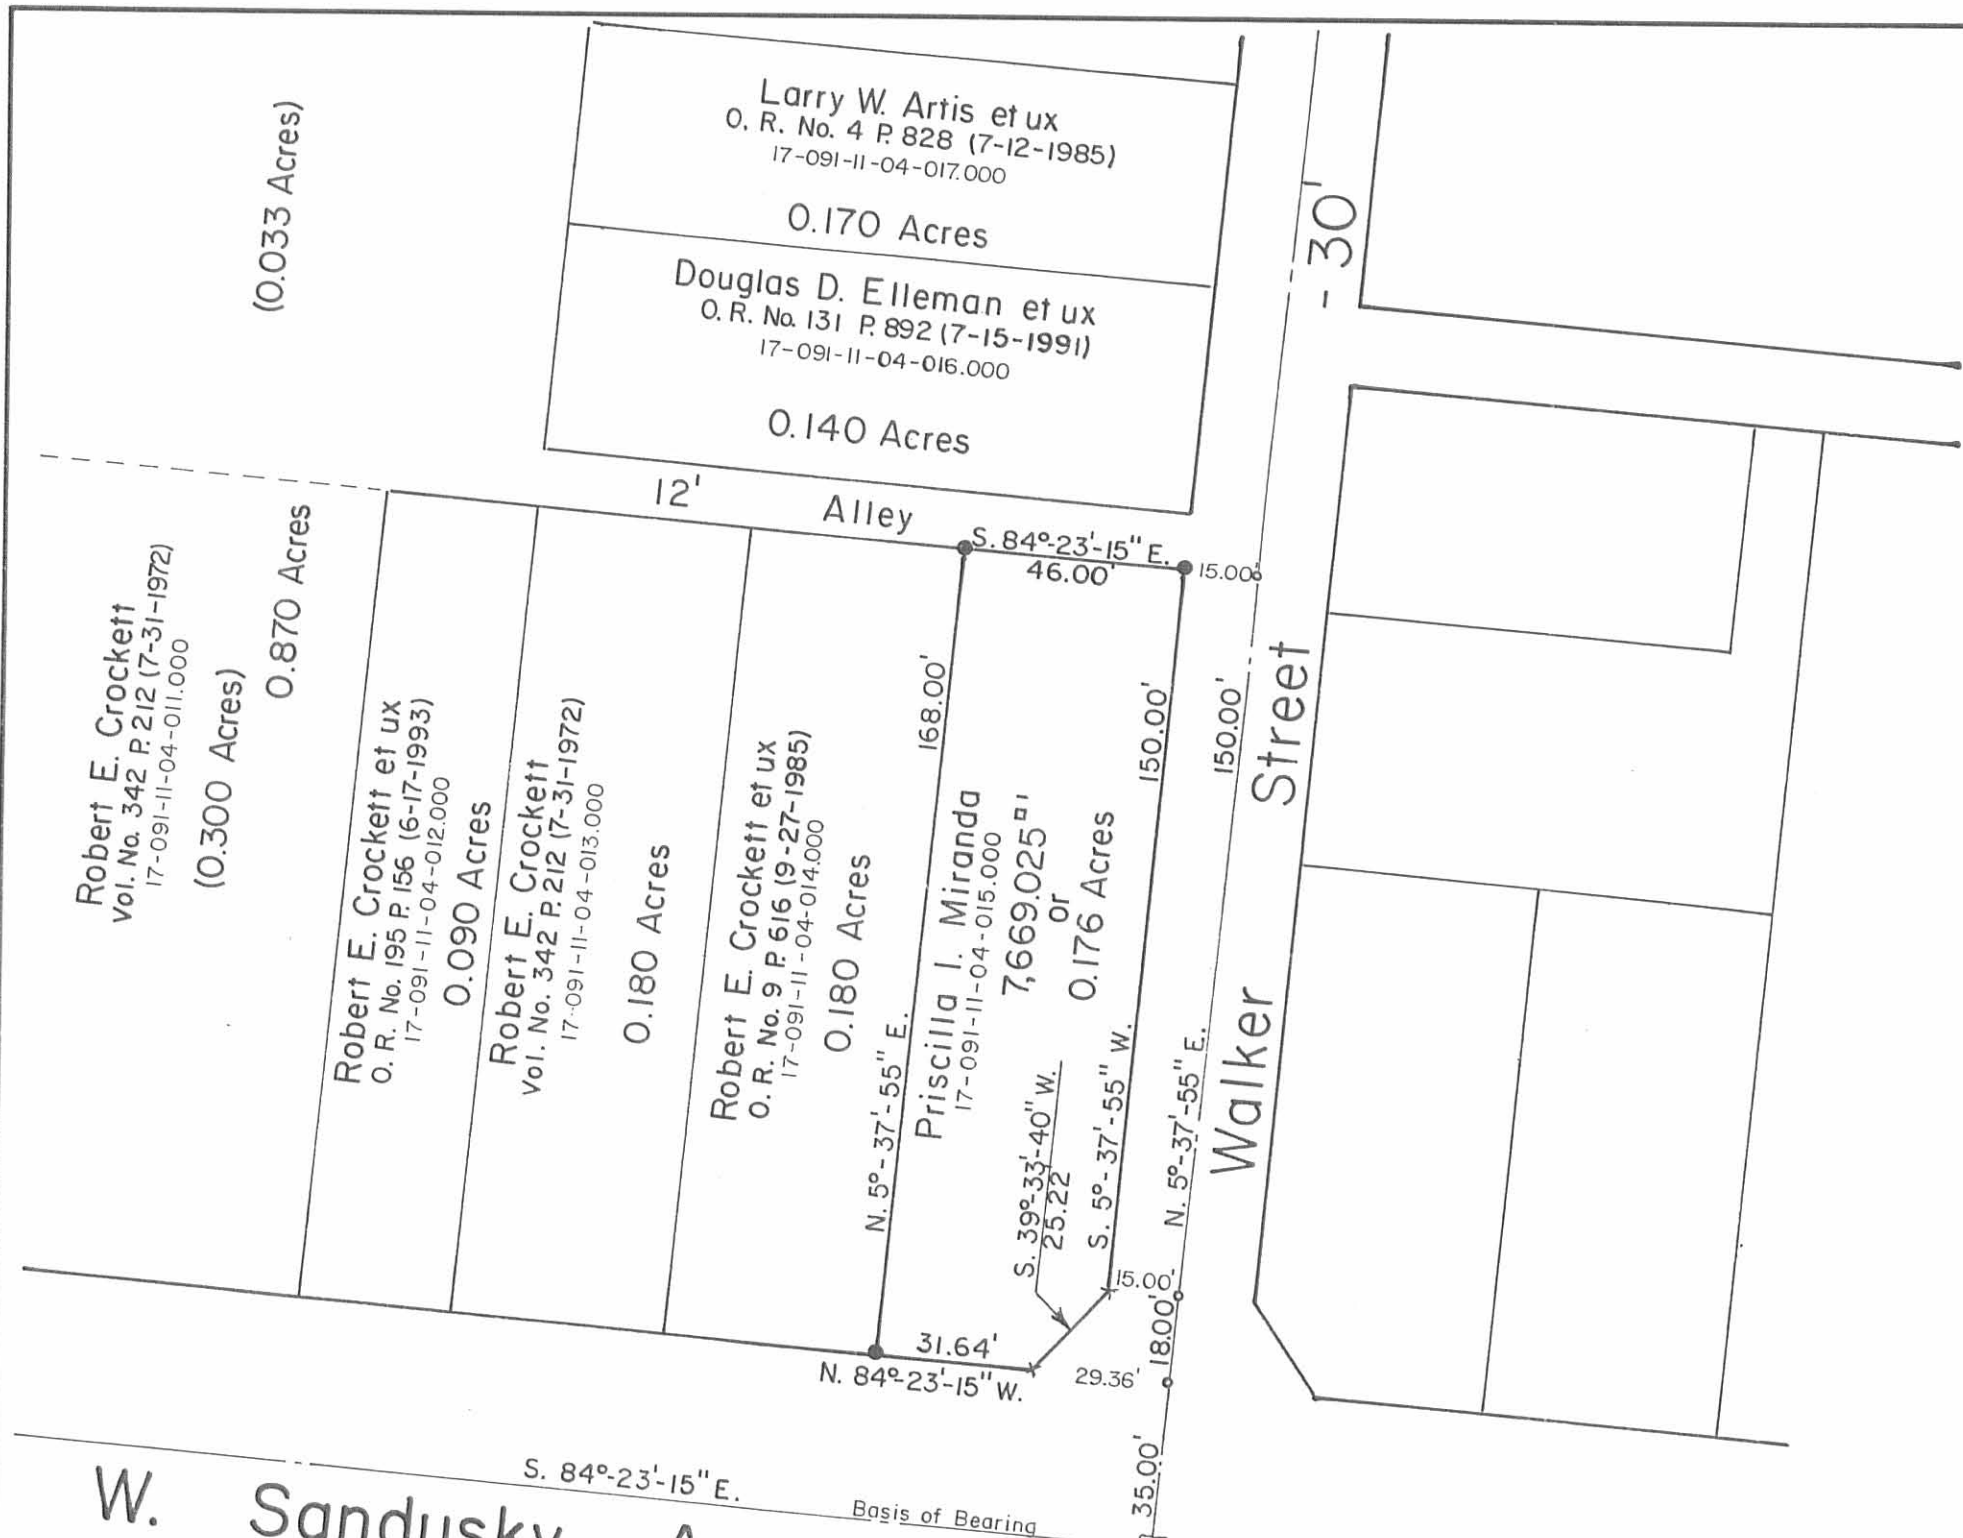 (0.033 Acres)
Larry W. Artis et ux
O. R. No. 4 P. 828 (7-12-1985)
17-091-11-04-017.000
0.170 Acres
Douglas D. Elleman et ux
O. R. No. 131 P. 892 (7-15-1991)
17-091-11-04-016.000
0.140 Acres
- 30'
12' Alley
S. 84°-23'-15" E.
46.00'
15.00'
Robert E. Crockett
Vol. No. 342 P. 212 (7-31-1972)
17-091-11-04-011.000
(0.300 Acres)
0.870 Acres
Robert E. Crockett et ux
O. R. No. 195 P. 156 (6-17-1993)
17-091-11-04-012.000
0.090 Acres
Robert E. Crockett
Vol. No. 342 P. 212 (7-31-1972)
17-091-11-04-013.000
0.180 Acres
Robert E. Crockett et ux
O. R. No. 9 P. 616 (9-27-1985)
17-091-11-04-014.000
0.180 Acres
N. 5°-37'-55" E.
168.00'
Priscilla I. Miranda
17-091-11-04-015.000
7,669.025□'
or
0.176 Acres
S. 39°-33'-40" W.
25.22
S. 5°-37'-55" W.
150.00'
N. 5°-37'-55" E.
150.00'
Walker Street
15.00'
18.00'
31.64'
N. 84°-23'-15" W.
29.36'
35.00'
S. 84°-23'-15" E.
Basis of Bearing
W. Sandusky